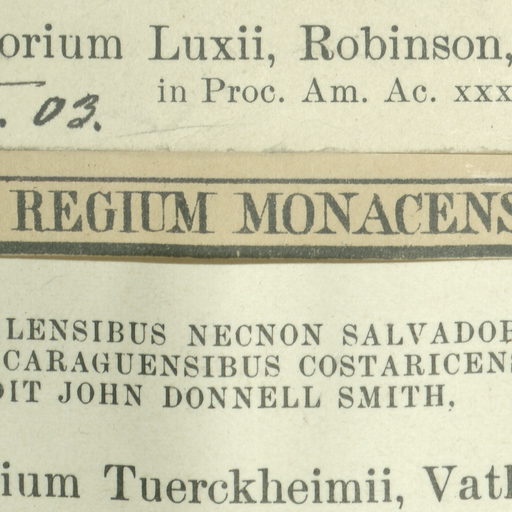 orium Luxii, Robinson,
in Proc. Am. Ac. xxx
. 03.
REGIUM MONACENS
LENSIBUS NECNON SALVADOR
CARAGUENSIBUS COSTARICENS
DIT JOHN DONNELL SMITH.
ium Tuerckheimii, Vatk